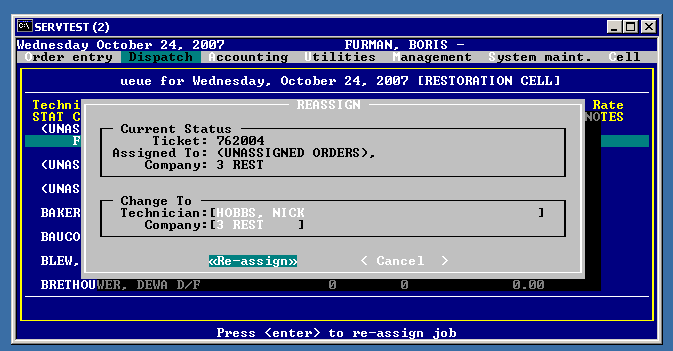 SERVTEST (2)
Wednesday October 24, 2007 FURMAN, BORIS -
Order entry Dispatch Accounting Utilities Management System maint. Cell
ueue for Wednesday, October 24, 2007 [RESTORATION CELL]
Techni Rate
STAT C NOTES
(UNAS
F
(UNAS
(UNAS
BAKER
BAUCO
BLEW,
BRETHOUWER, DEWA D/F 0 0 0.00
REASSIGN
Current Status
Ticket: 762004
Assigned To: (UNASSIGNED ORDERS),
Company: 3 REST
Change To
Technician:[HOBBS, NICK ]
Company:[3 REST ]
«Re-assign» < Cancel >
Press <enter> to re-assign job